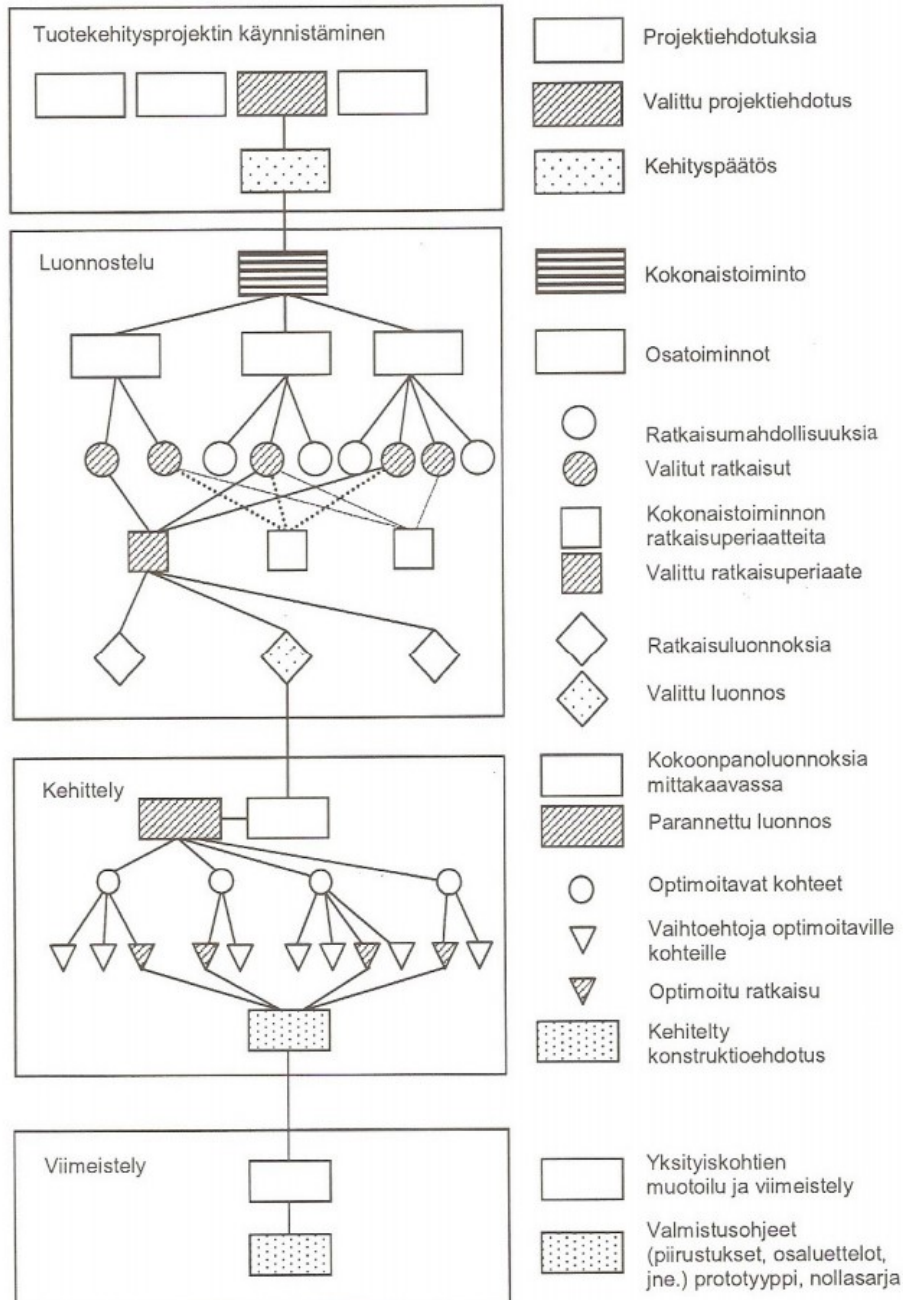 Tuotekehitysprojektin käynnistäminen
Projektiehdotuksia
Valittu projektiehdotus
Kehityspäätös
Luonnostelu
Kokonaistoiminto
Osatoiminnot
Ratkaisumahdollisuuksia
Valitut ratkaisut
Kokonaistoiminnon
ratkaisuperiaatteita
Valittu ratkaisuperiaate
Ratkaisuluonnoksia
Valittu luonnos
Kehittely
Kokoonpanoluonnoksia
mittakaavassa
Parannettu luonnos
Optimoitavat kohteet
Vaihtoehtoja optimoitaville
kohteille
Optimoitu ratkaisu
Kehitelty
konstruktioehdotus
Viimeistely
Yksityiskohtien
muotoilu ja viimeistely
Valmistusohjeet
(piirustukset, osaluettelot,
jne.) prototyyppi, nollasarja